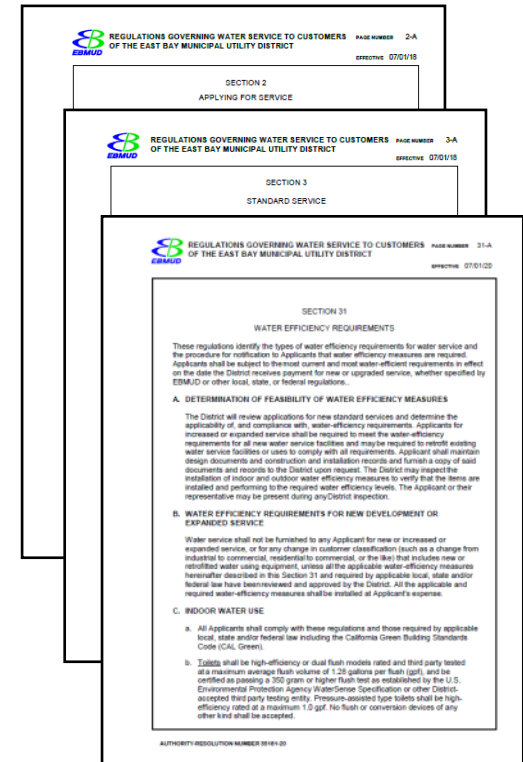 REGULATIONS GOVERNING WATER SERVICE TO CUSTOMERS PAGE NUMBER 2-A
OF THE EAST BAY MUNICIPAL UTILITY DISTRICT
EBMUD
EFFECTIVE 07/01/18
SECTION 2
APPLYING FOR SERVICE
REGULATIONS GOVERNING WATER SERVICE TO CUSTOMERS PAGE NUMBER 3-A
OF THE EAST BAY MUNICIPAL UTILITY DISTRICT
EBMUD
EFFECTIVE 07/01/18
SECTION 3
STANDARD SERVICE
REGULATIONS GOVERNING WATER SERVICE TO CUSTOMERS PAGE NUMBER 31-A
OF THE EAST BAY MUNICIPAL UTILITY DISTRICT
EBMUD
EFFECTIVE 07/01/20
SECTION 31
WATER EFFICIENCY REQUIREMENTS
These regulations identify the types of water efficiency requirements for water service and
the procedure for notification to Applicants that water efficiency measures are required.
Applicants shall be subject to the most current and most water-efficient requirements in effect
on the date the District receives payment for new or upgraded service, whether specified by
EBMUD or other local, state, or federal regulations..
A. DETERMINATION OF FEASIBILITY OF WATER EFFICIENCY MEASURES
The District will review applications for new standard services and determine the
applicability of, and compliance with, water-efficiency requirements. Applicants for
increased or expanded service shall be required to meet the water-efficiency
requirements for all new water service facilities and may be required to retrofit existing
water service facilities or uses to comply with all requirements. Applicant shall maintain
design documents and construction and installation records and furnish a copy of said
documents and records to the District upon request. The District may inspect the
installation of indoor and outdoor water efficiency measures to verify that the items are
installed and performing to the required water efficiency levels. The Applicant or their
representative may be present during any District inspection.
B. WATER EFFICIENCY REQUIREMENTS FOR NEW DEVELOPMENT OR
EXPANDED SERVICE
Water service shall not be furnished to any Applicant for new or increased or
expanded service, or for any change in customer classification (such as a change from
industrial to commercial, residential to commercial, or the like) that includes new or
retrofitted water using equipment, unless all the applicable water-efficiency measures
hereinafter described in this Section 31 and required by applicable local, state and/or
federal law have been reviewed and approved by the District. All the applicable and
required water-efficiency measures shall be installed at Applicant's expense.
C. INDOOR WATER USE
a. All Applicants shall comply with these regulations and those required by applicable
local, state and/or federal law including the California Green Building Standards
Code (CAL Green).
b. Toilets shall be high-efficiency or dual flush models rated and third party tested
at a maximum average flush volume of 1.28 gallons per flush (gpf), and be
certified as passing a 350 gram or higher flush test as established by the U.S.
Environmental Protection Agency WaterSense Specification or other District-
accepted third party testing entity. Pressure-assisted type toilets shall be high-
efficiency rated at a maximum 1.0 gpf. No flush or conversion devices of any
other kind shall be accepted.
AUTHORITY-RESOLUTION NUMBER 35161-20